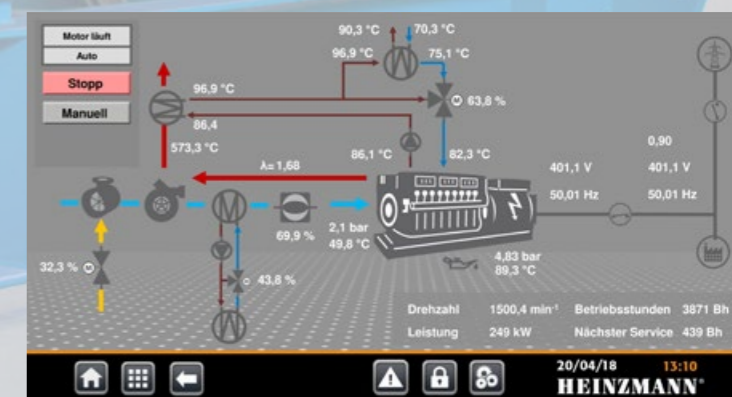 Motor läuft
Auto
Stopp
Manuell
90,3 °C
70,3 °C
96,9 °C
75,1 °C
96,9 °C
M 63,8 %
86,4
573,3 °C
86,1 °C
82,3 °C
λ= 1,68
0,90
401,1 V
401,1 V
50,01 Hz
50,01 Hz
69,9 %
2,1 bar
49,8 °C
32,3 % M
43,8 %
4,83 bar
89,3 °C
Drehzahl 1500,4 min⁻¹ Betriebsstunden 3871 Bh
Leistung 249 kW Nächster Service 439 Bh
20/04/18 13:10
HEINZMANN®